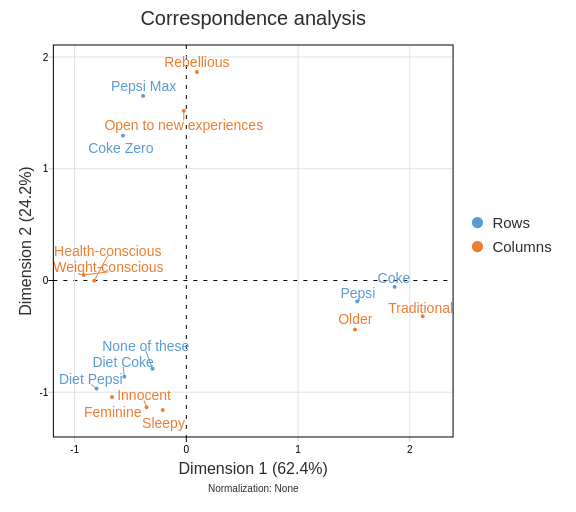 Correspondence analysis
2
Rebellious
Pepsi Max
Open to new experiences
Coke Zero
1
Rows
Columns
Health-conscious
Weight-conscious
0
Coke
Pepsi
Traditional
Older
None of these
Diet Coke
Diet Pepsi
Innocent
-1
Feminine
Sleepy
-1
0
1
2
Dimension 2 (24.2%)
Dimension 1 (62.4%)
Normalization: None